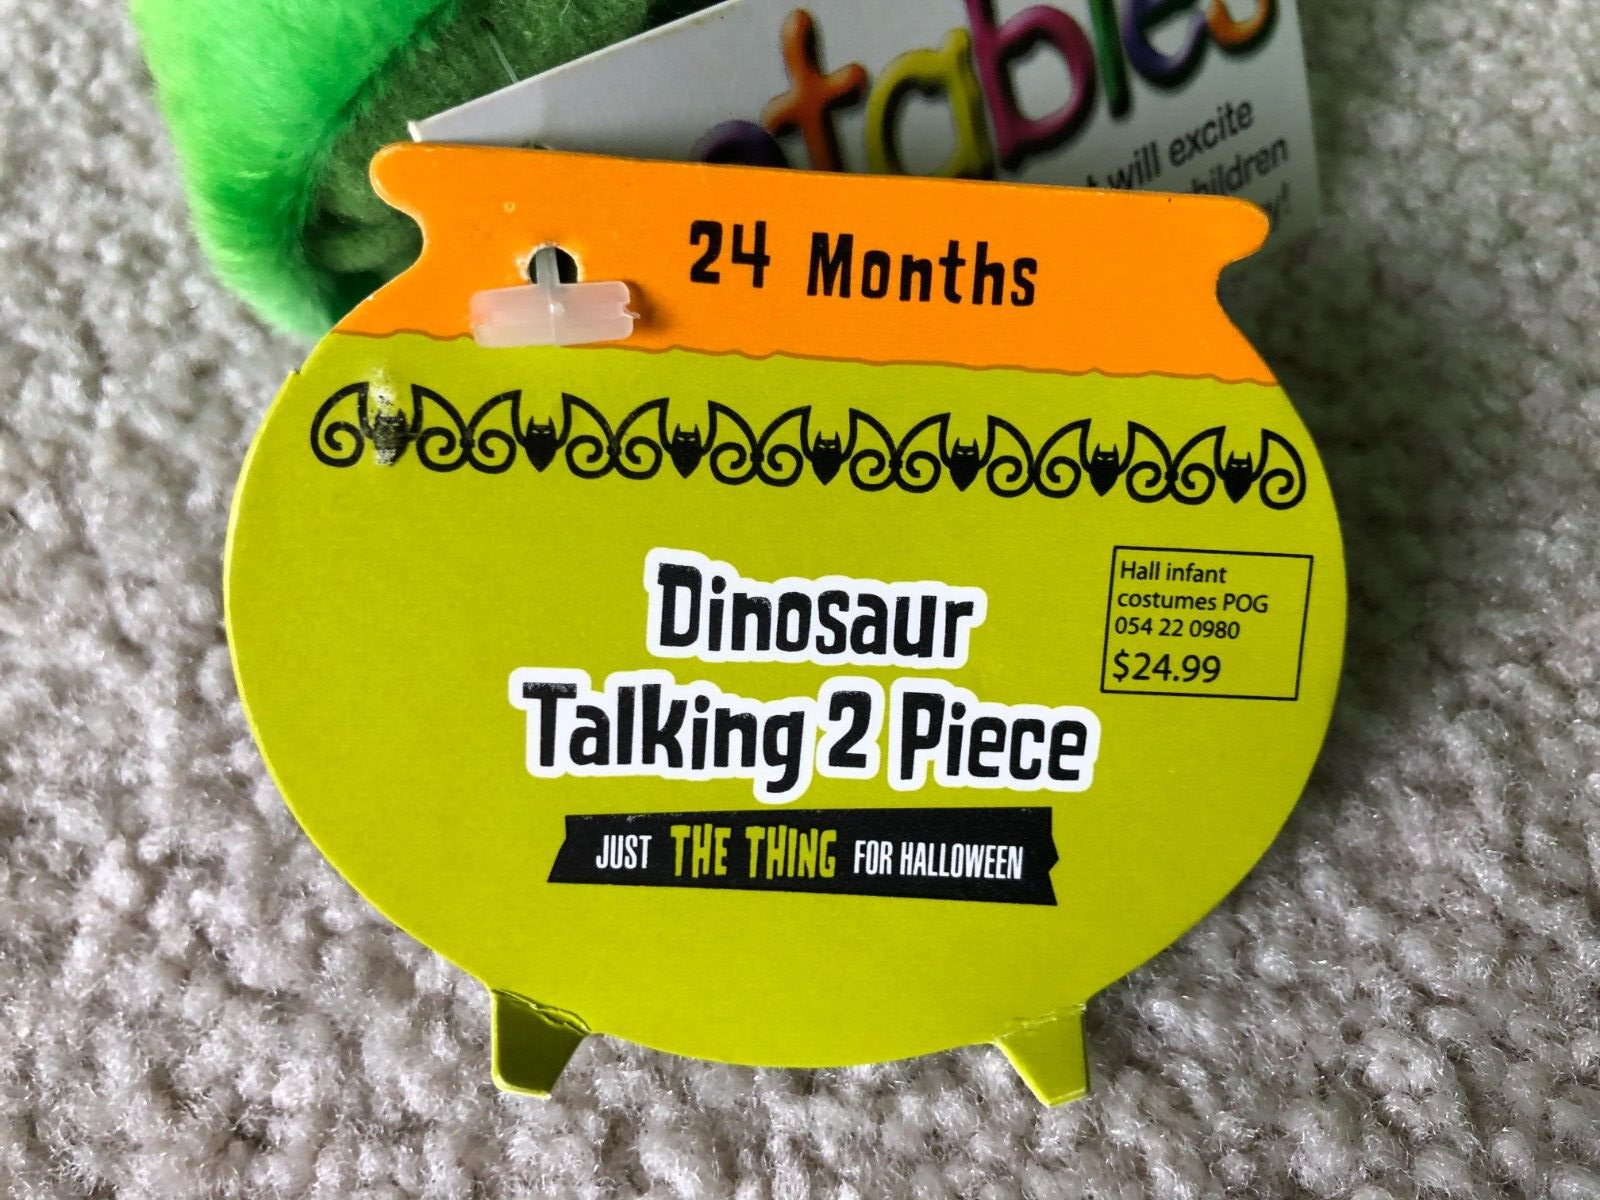 will excite
children
24 Months
Dinosaur
Talking 2 Piece
JUST THE THING FOR HALLOWEEN
Hall infant
costumes POG
054 22 0980
$24.99